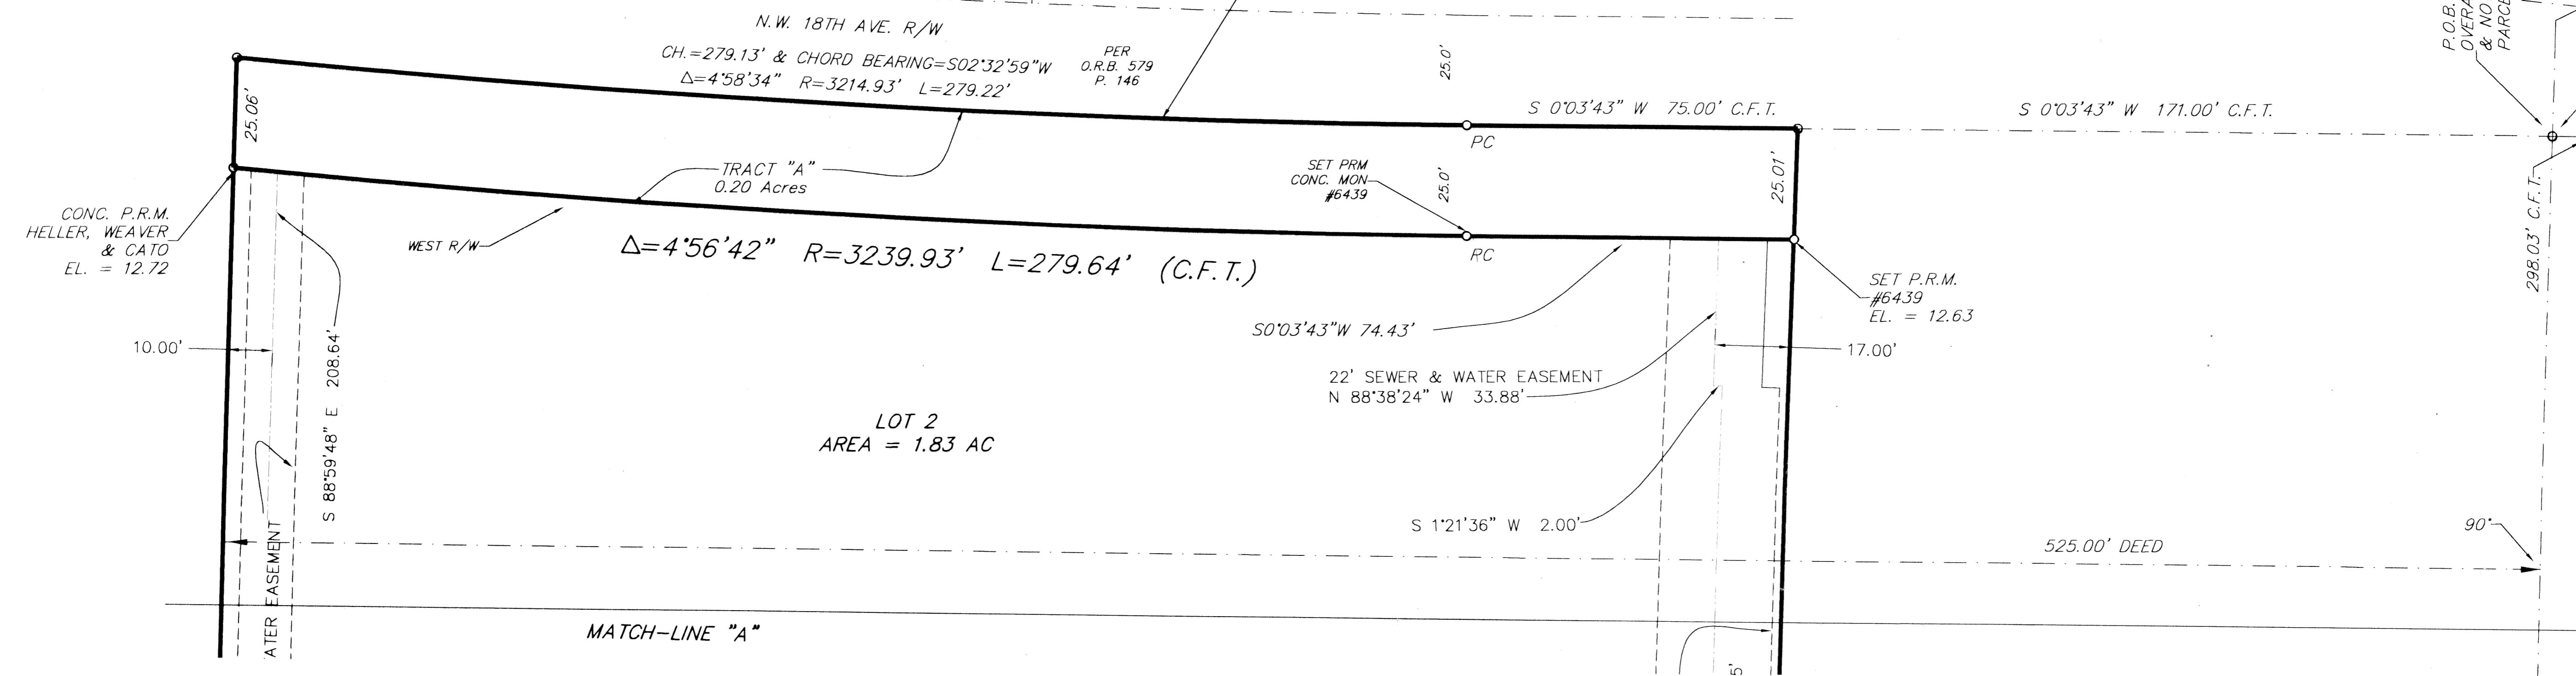 N.W. 18TH AVE. R/W
CH.=279.13' & CHORD BEARING=S02°32'59"W
Δ=4°58'34" R=3214.93' L=279.22'
PER
O.R.B. 579
P. 146
25.0'
S 0°03'43" W 75.00' C.F.T.
S 0°03'43" W 171.00' C.F.T.
P.O.B.
OVERA
& NO
PARCE
25.06'
PC
TRACT "A"
0.20 Acres
SET PRM
CONC. MON
#6439
25.0'
25.01'
298.03' C.F.T.
CONC. P.R.M.
HELLER, WEAVER
& CATO
EL. = 12.72
WEST R/W
Δ=4°56'42" R=3239.93' L=279.64' (C.F.T.)
PC
SET P.R.M.
#6439
EL. = 12.63
S0°03'43"W 74.43'
10.00'
S 88°59'48" E 208.64'
17.00'
22' SEWER & WATER EASEMENT
N 88°38'24" W 33.88'
LOT 2
AREA = 1.83 AC
S 1°21'36" W 2.00'
90°
525.00' DEED
ATER EASEMENT
MATCH-LINE "A"
5'